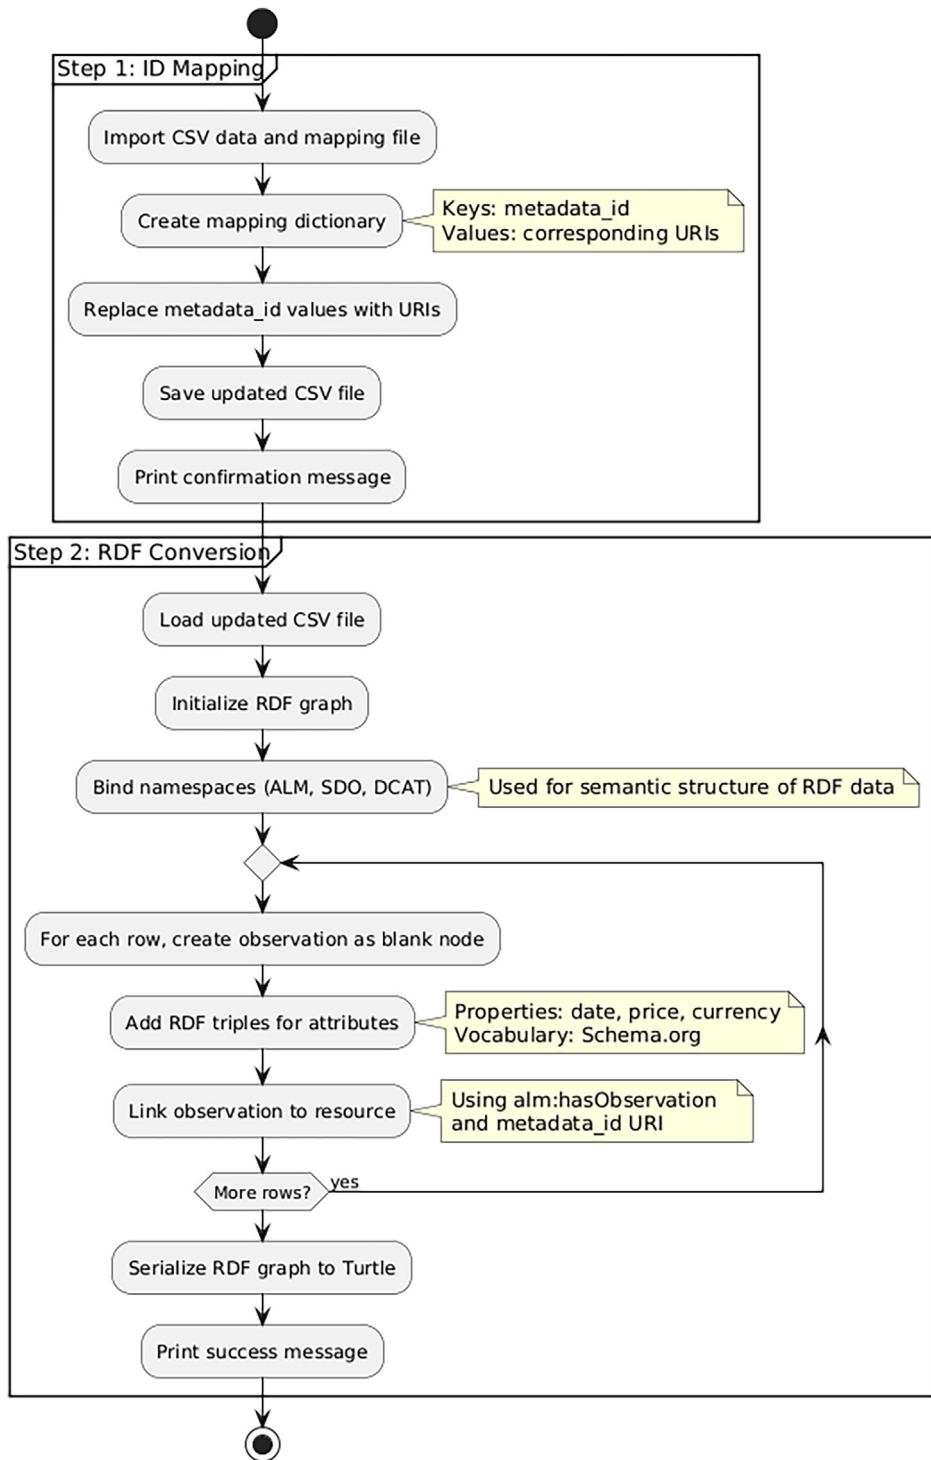 Step 1: ID Mapping
Import CSV data and mapping file
Create mapping dictionary
Keys: metadata_id
Values: corresponding URIs
Replace metadata_id values with URIs
Save updated CSV file
Print confirmation message
Step 2: RDF Conversion
Load updated CSV file
Initialize RDF graph
Bind namespaces (ALM, SDO, DCAT)
Used for semantic structure of RDF data
For each row, create observation as blank node
Add RDF triples for attributes
Properties: date, price, currency
Vocabulary: Schema.org
Link observation to resource
Using alm:hasObservation
and metadata_id URI
More rows?
yes
Serialize RDF graph to Turtle
Print success message